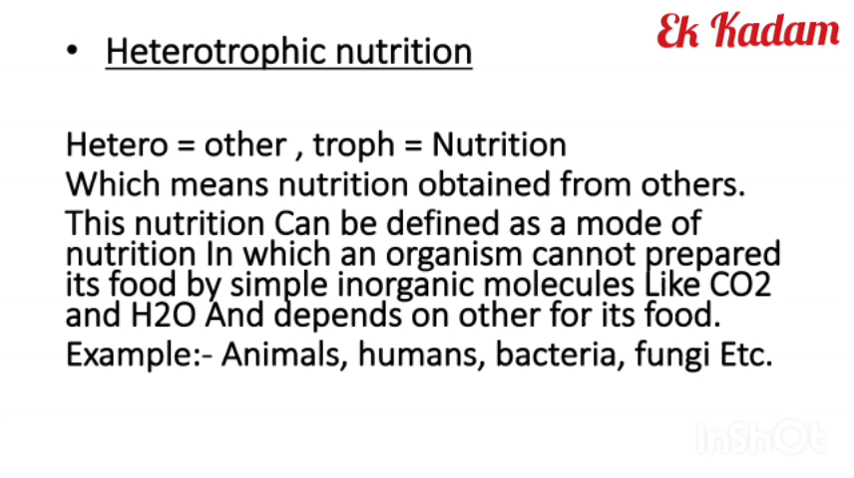 Ek Kadam
• Heterotrophic nutrition
Hetero = other , troph = Nutrition
Which means nutrition obtained from others.
This nutrition Can be defined as a mode of
nutrition In which an organism cannot prepared
its food by simple inorganic molecules Like CO2
and H2O And depends on other for its food.
Example:- Animals, humans, bacteria, fungi Etc.
InShOt